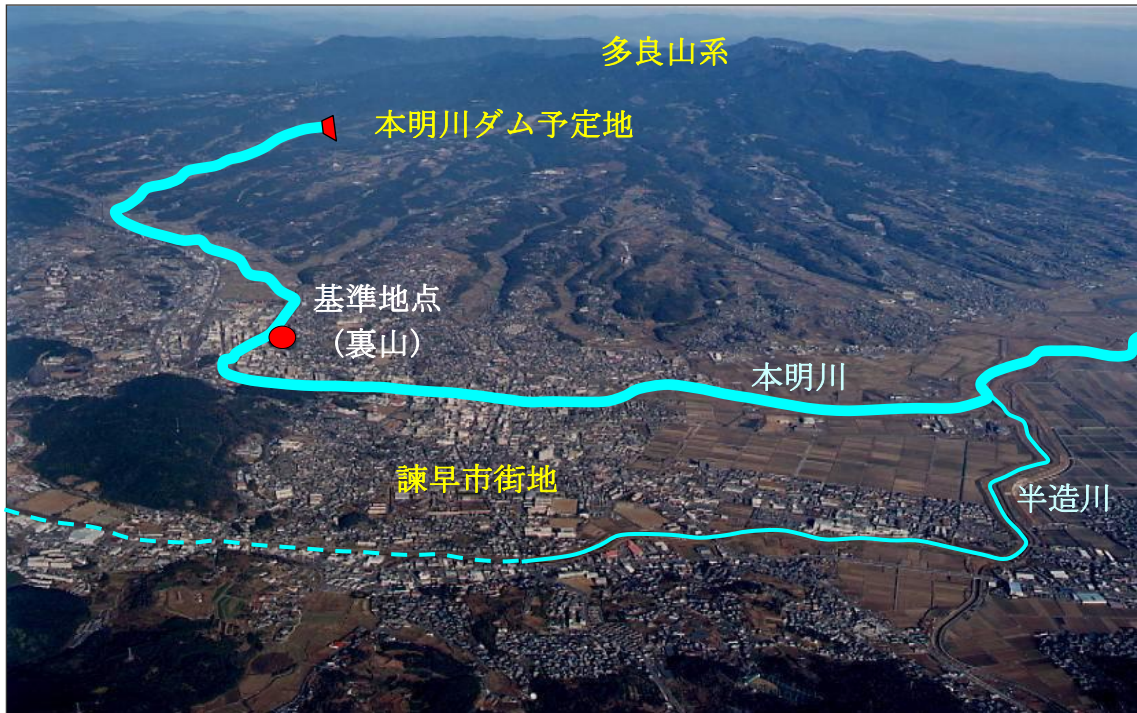 多良山系
本明川ダム予定地
基準地点
（裏山）
本明川
諫早市街地
半造川